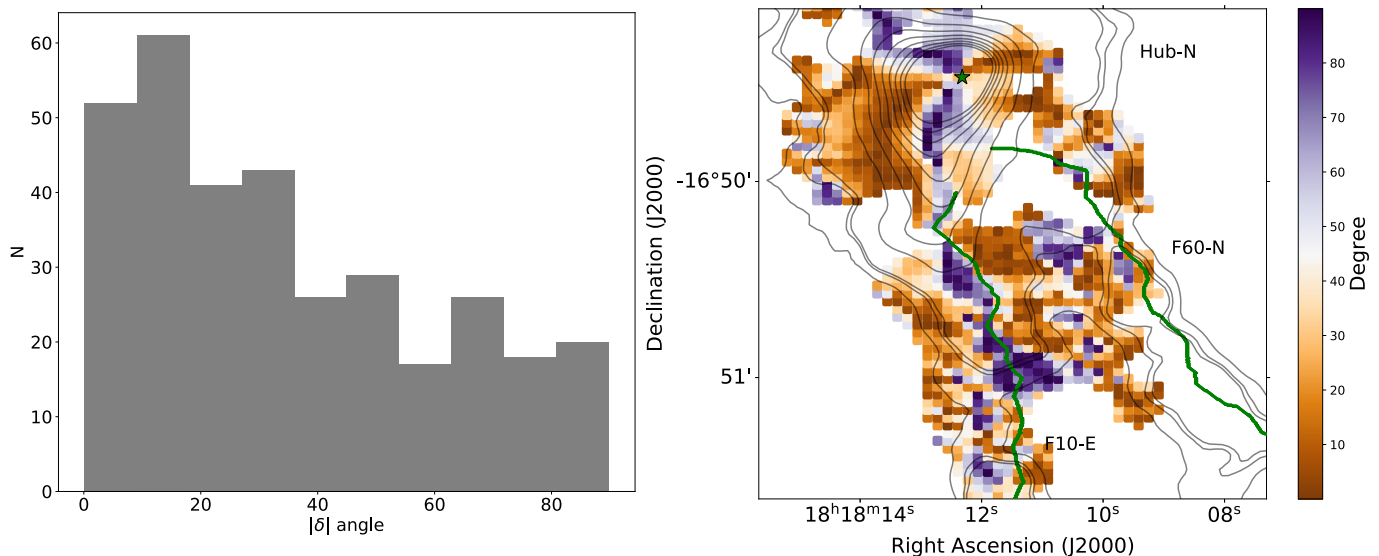 60
50
40
30
20
10
0
N
0 20 40 60 80
|δ| angle
Declination (J2000)
-16°50'
51'
Hub-N
F60-N
F10-E
18ʰ18ᵐ14ˢ 12ˢ 10ˢ 08ˢ
Right Ascension (J2000)
80
70
60
50
40
30
20
10
Degree